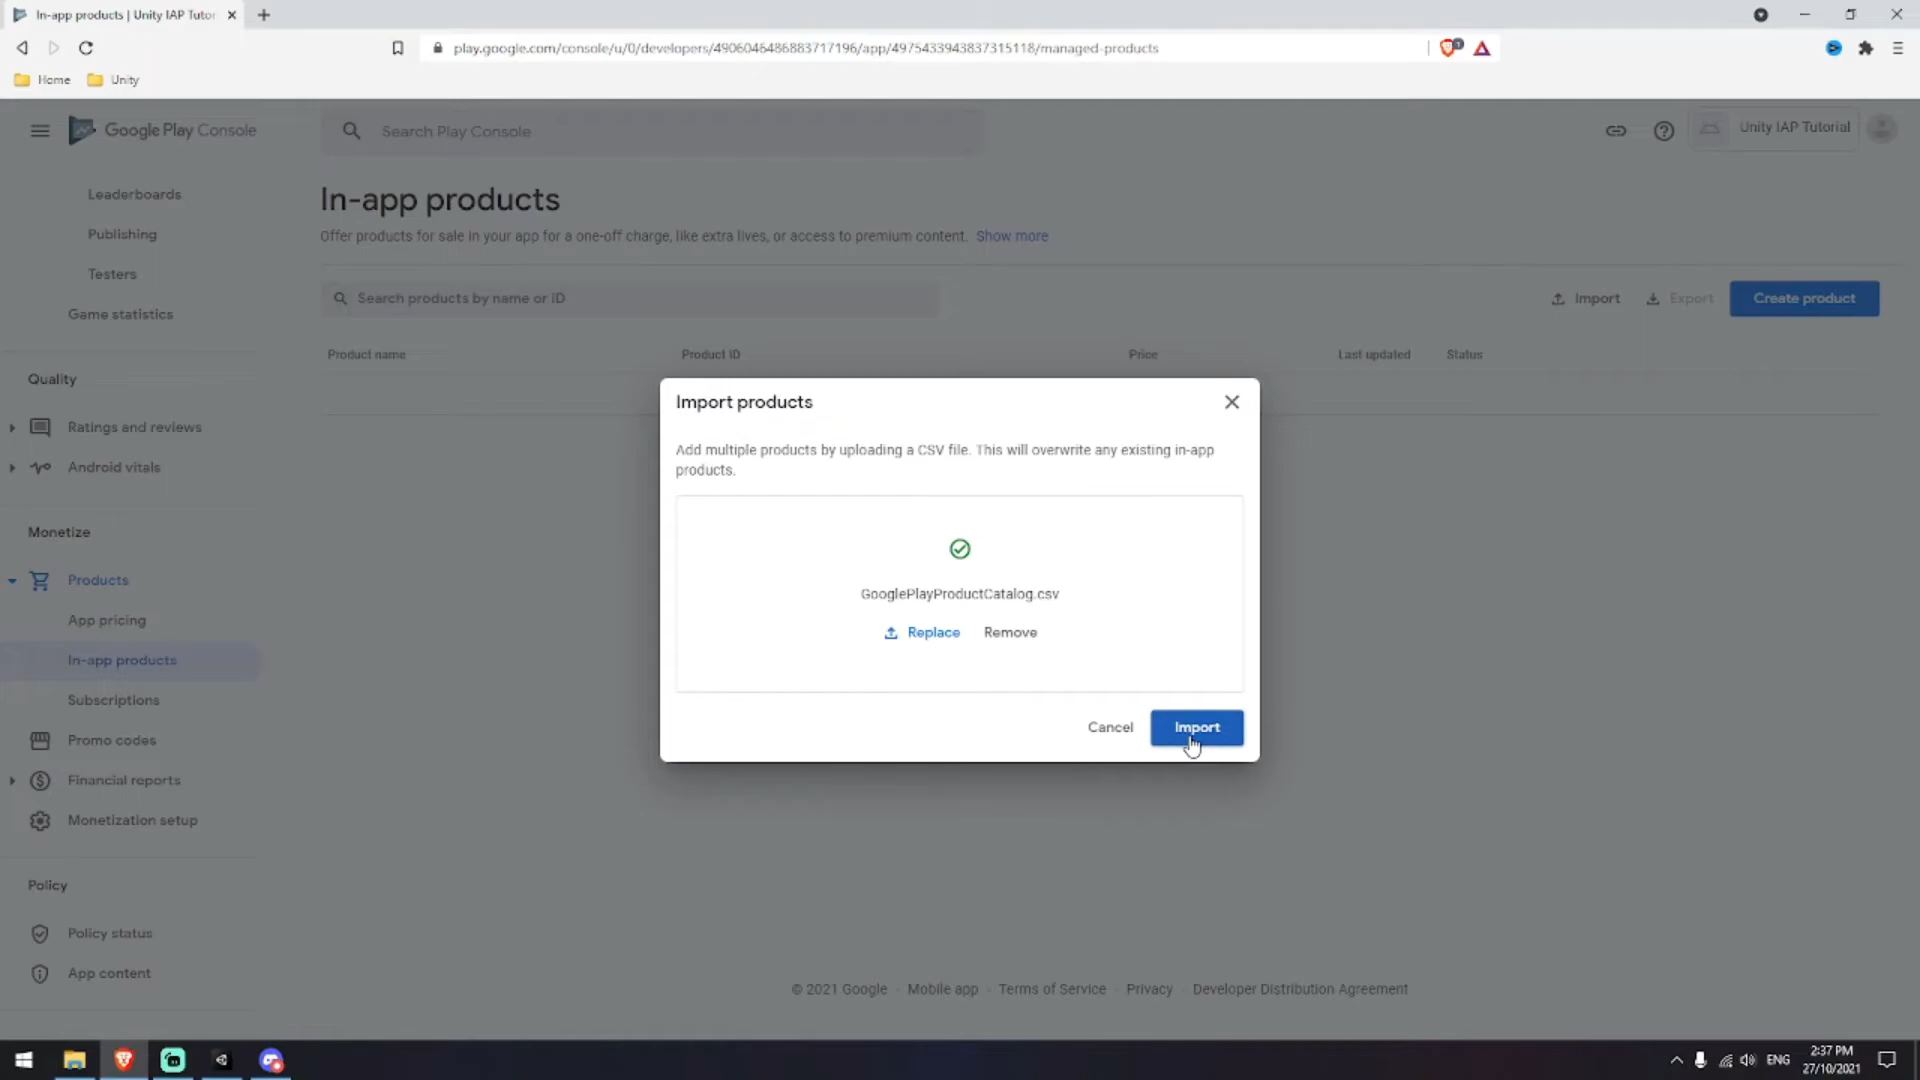 In-app products | Unity IAP Tutor
play.google.com/console/u/0/developers/4906046486883717196/app/4975433943837315118/managed-products
1
Home
Unity
Google Play Console
Search Play Console
Unity IAP Tutorial
Leaderboards
Publishing
Testers
Game statistics
Quality
Ratings and reviews
Android vitals
Monetize
Products
App pricing
In-app products
Subscriptions
Promo codes
Financial reports
Monetization setup
Policy
Policy status
App content
In-app products
Offer products for sale in your app for a one-off charge, like extra lives, or access to premium content. Show more
Search products by name or ID
Import
Export
Create product
Product name
Product ID
Price
Last updated
Status
Import products
Add multiple products by uploading a CSV file. This will overwrite any existing in-app
products.
GooglePlayProductCatalog.csv
Replace
Remove
Cancel
Import
© 2021 Google · Mobile app · Terms of Service · Privacy · Developer Distribution Agreement
ENG
2:37 PM
27/10/2021